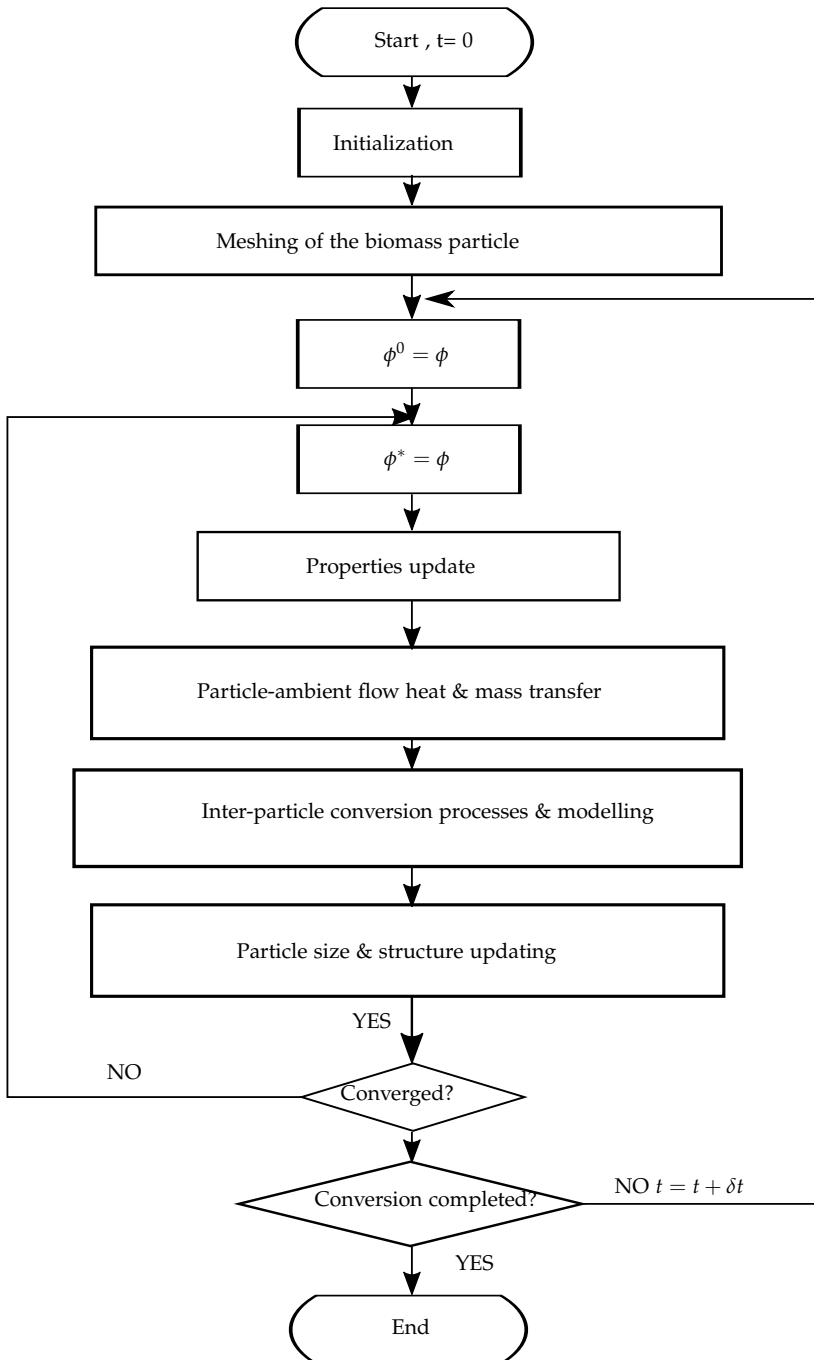 Start , t= 0
Initialization
Meshing of the biomass particle
ϕ⁰ = ϕ
ϕ* = ϕ
Properties update
Particle-ambient flow heat & mass transfer
Inter-particle conversion processes & modelling
Particle size & structure updating
YES
NO
Converged?
Conversion completed?
NO t = t + δt
YES
End